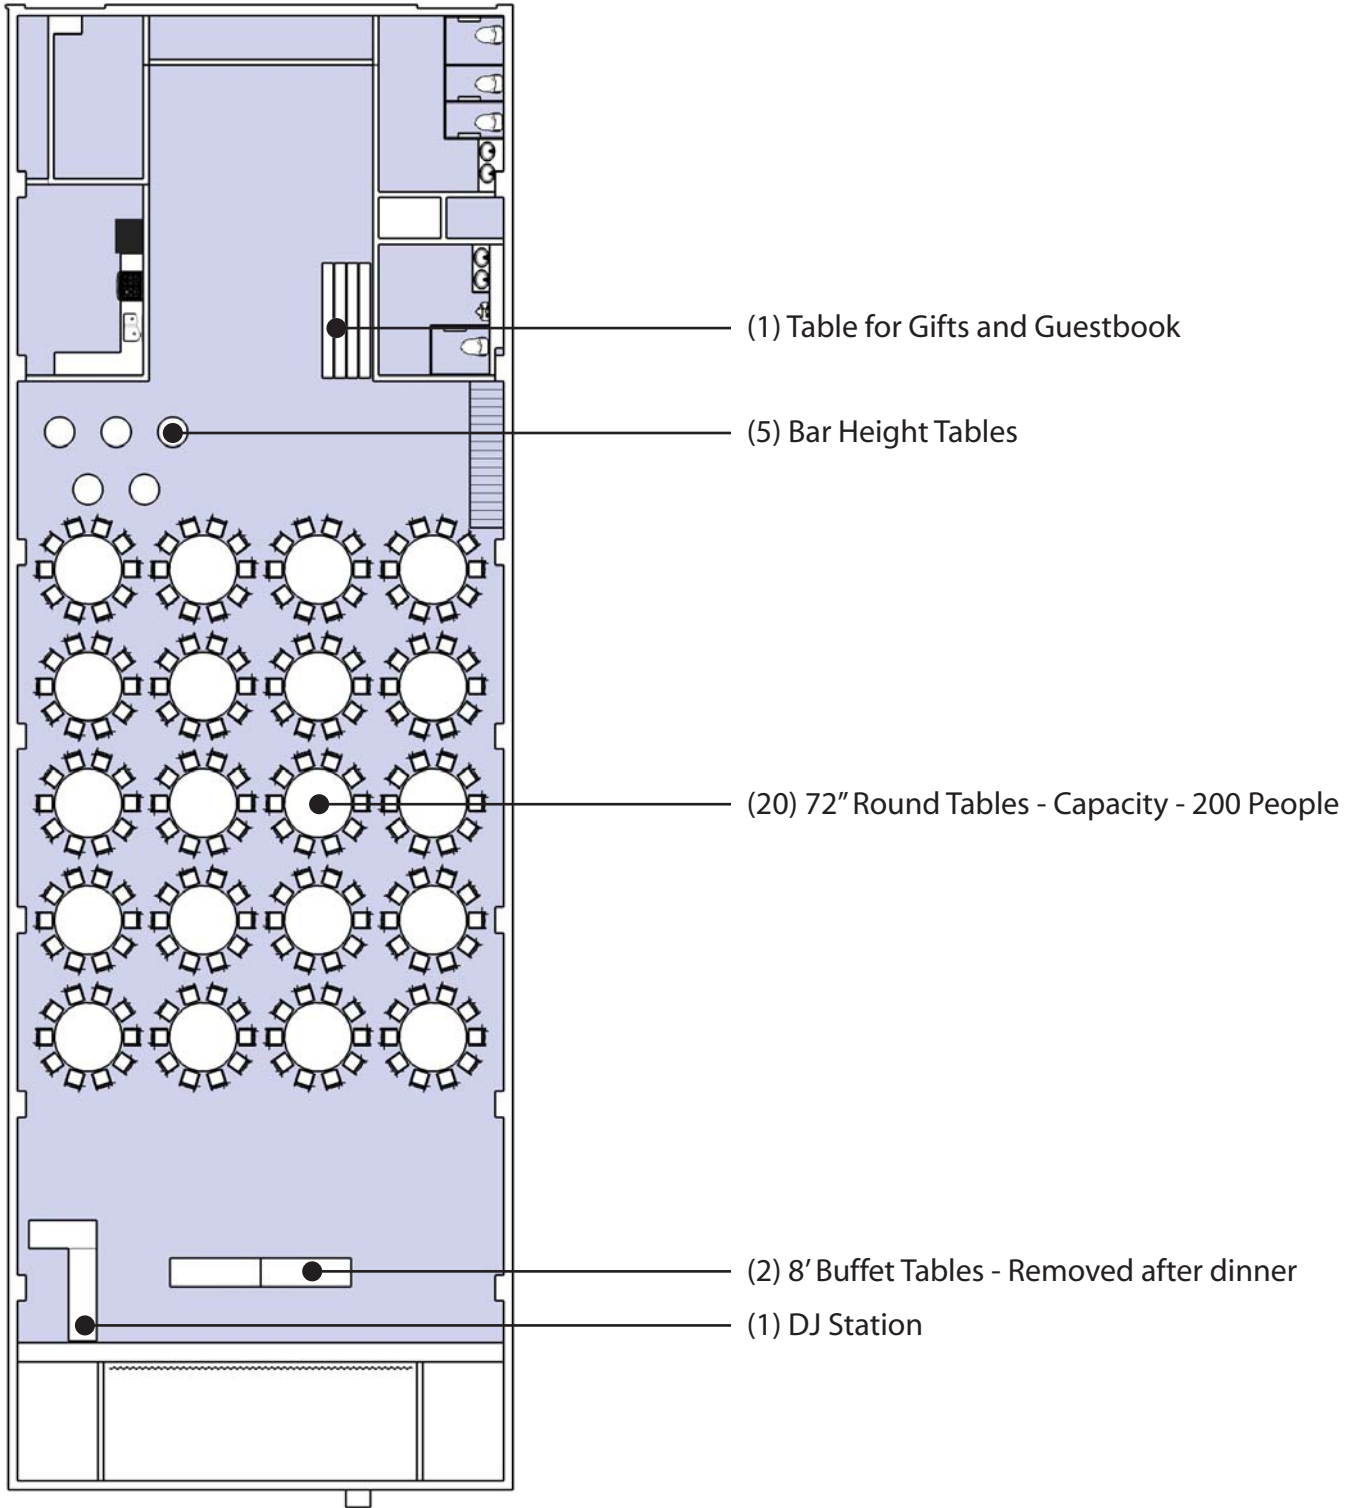 (1) Table for Gifts and Guestbook
(5) Bar Height Tables
(20) 72” Round Tables - Capacity - 200 People
(2) 8’ Buffet Tables - Removed after dinner
(1) DJ Station